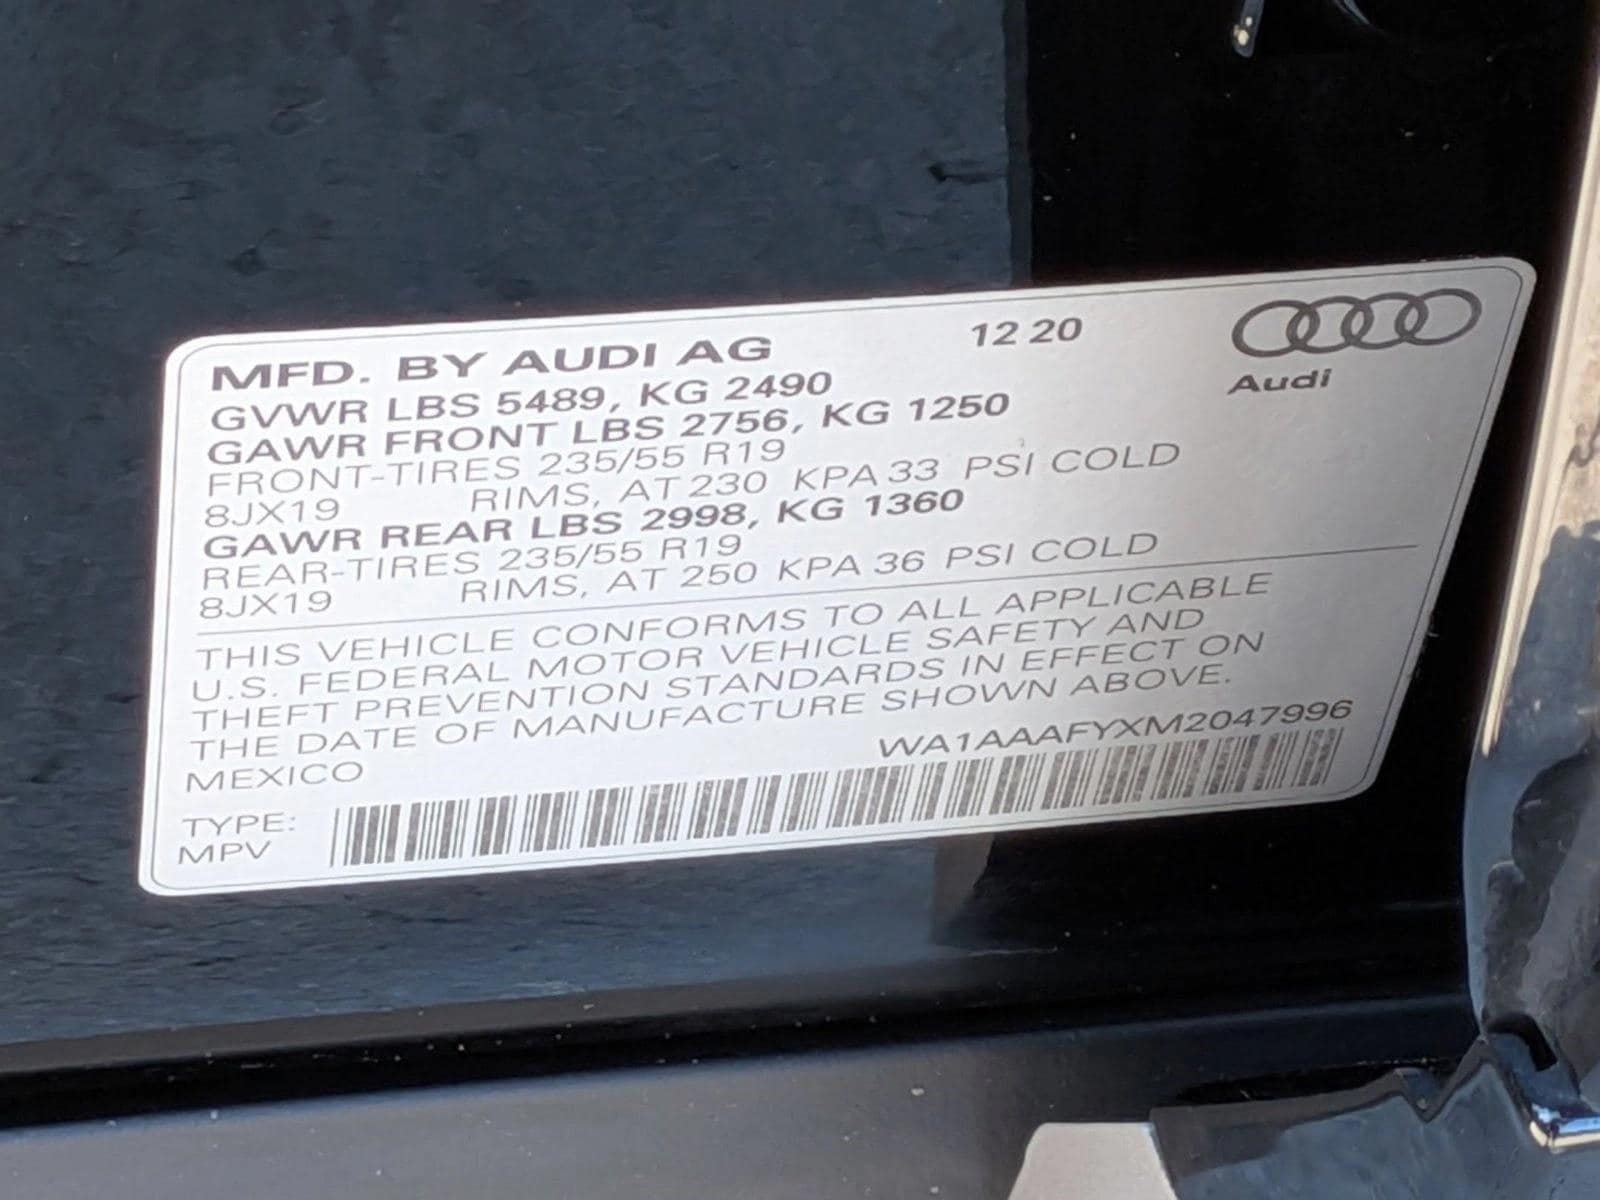 MFD. BY AUDI AG 12 20
Audi
GVWR LBS 5489, KG 2490
GAWR FRONT LBS 2756, KG 1250
FRONT-TIRES 235/55 R19
8JX19 RIMS, AT 230 KPA 33 PSI COLD
GAWR REAR LBS 2998, KG 1360
REAR-TIRES 235/55 R19
8JX19 RIMS, AT 250 KPA 36 PSI COLD
THIS VEHICLE CONFORMS TO ALL APPLICABLE
U.S. FEDERAL MOTOR VEHICLE SAFETY AND
THEFT PREVENTION STANDARDS IN EFFECT ON
THE DATE OF MANUFACTURE SHOWN ABOVE.
MEXICO WA1AAAFYXM2047996
TYPE:
MPV